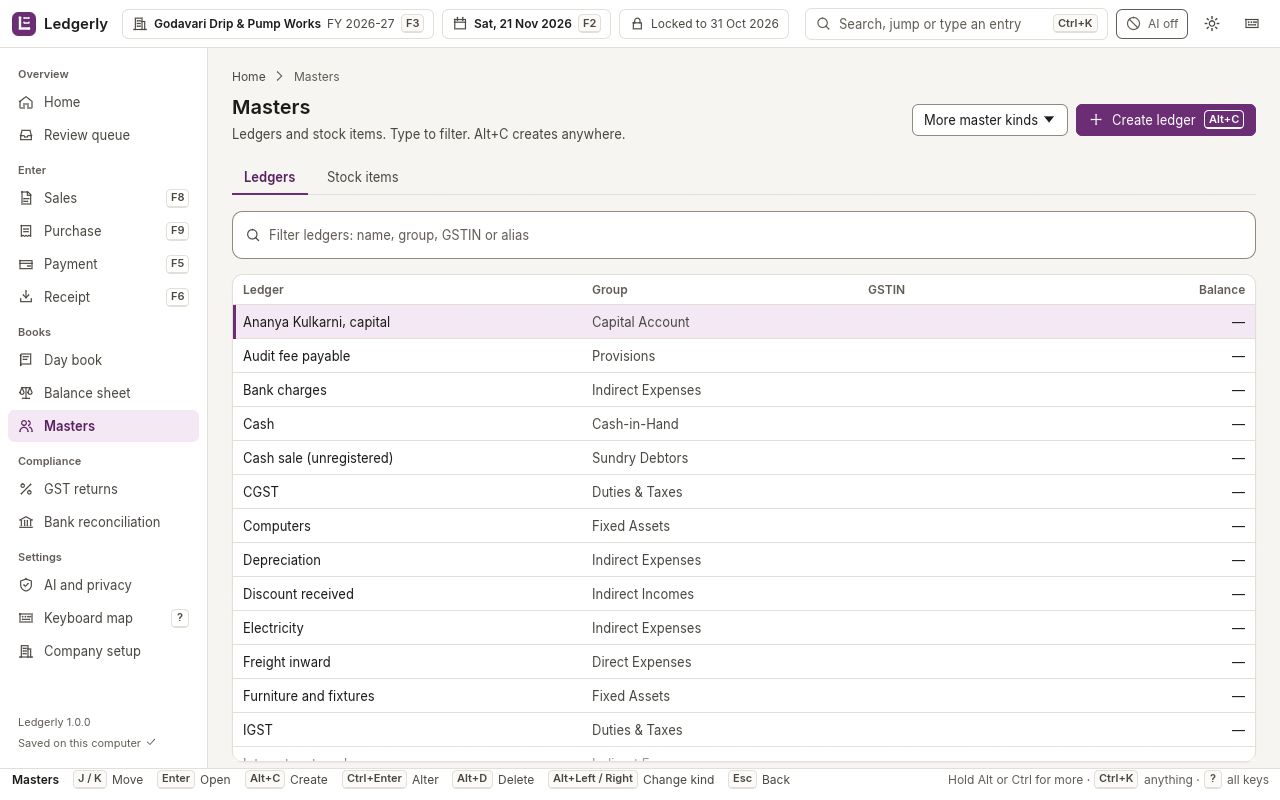 Ledgerly
Godavari Drip & Pump Works FY 2026-27 F3
Sat, 21 Nov 2026 F2
Locked to 31 Oct 2026
Search, jump or type an entry Ctrl+K
AI off
Overview
Home
Review queue
Enter
Sales F8
Purchase F9
Payment F5
Receipt F6
Books
Day book
Balance sheet
Masters
Compliance
GST returns
Bank reconciliation
Settings
AI and privacy
Keyboard map ?
Company setup
Ledgerly 1.0.0
Saved on this computer
Home > Masters
Masters
Ledgers and stock items. Type to filter. Alt+C creates anywhere.
More master kinds
Create ledger Alt+C
Ledgers Stock items
Filter ledgers: name, group, GSTIN or alias
Ledger Group GSTIN Balance
Ananya Kulkarni, capital Capital Account —
Audit fee payable Provisions —
Bank charges Indirect Expenses —
Cash Cash-in-Hand —
Cash sale (unregistered) Sundry Debtors —
CGST Duties & Taxes —
Computers Fixed Assets —
Depreciation Indirect Expenses —
Discount received Indirect Incomes —
Electricity Indirect Expenses —
Freight inward Direct Expenses —
Furniture and fixtures Fixed Assets —
IGST Duties & Taxes —
Masters J / K Move Enter Open Alt+C Create Ctrl+Enter Alter Alt+D Delete Alt+Left / Right Change kind Esc Back Hold Alt or Ctrl for more · Ctrl+K anything · ? all keys